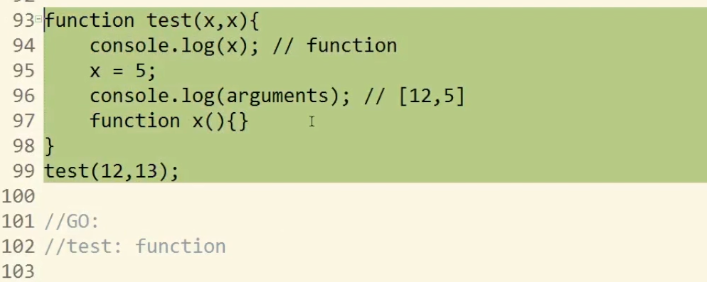 93 function test(x,x){
94 console.log(x); // function
95 x = 5;
96 console.log(arguments); // [12,5]
97 function x(){}
98 }
99 test(12,13);
100
101 //GO:
102 //test: function
103